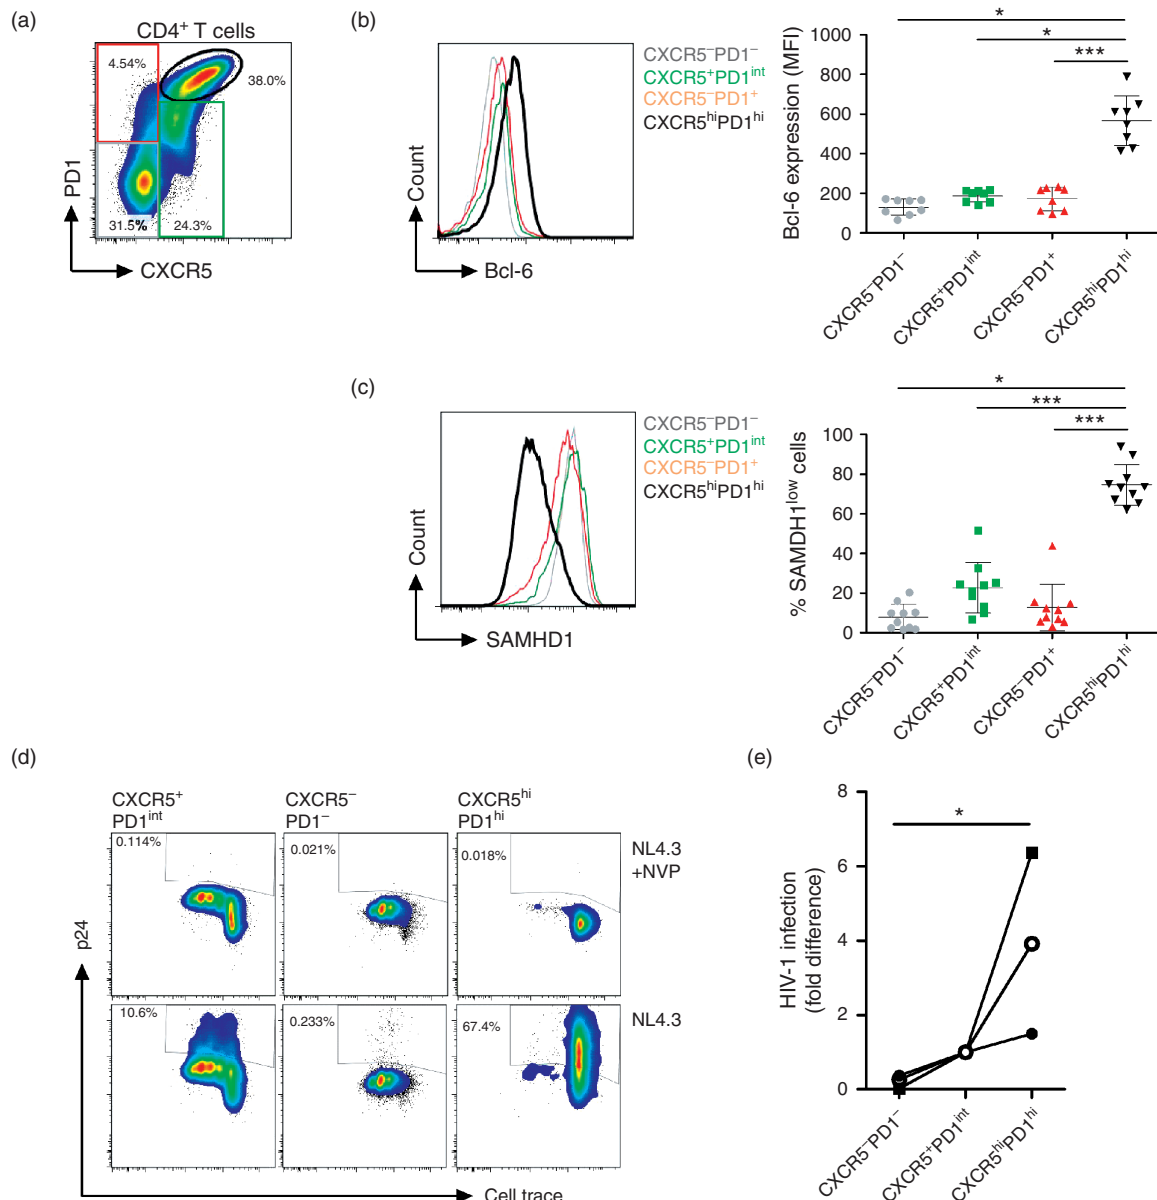 (a)
CD4⁺ T cells
4.54%
38.0%
31.5%
24.3%
PD1
CXCR5
(b)
Count
Bcl-6
CXCR5⁻PD1⁻
CXCR5⁺PD1ⁱⁿᵗ
CXCR5⁻PD1⁺
CXCR5ʰⁱPD1ʰⁱ
*
*
***
Bcl-6 expression (MFI)
1000
800
600
400
200
0
CXCR5⁻PD1⁻
CXCR5⁺PD1ⁱⁿᵗ
CXCR5⁻PD1⁺
CXCR5ʰⁱPD1ʰⁱ
(c)
Count
SAMHD1
CXCR5⁻PD1⁻
CXCR5⁺PD1ⁱⁿᵗ
CXCR5⁻PD1⁺
CXCR5ʰⁱPD1ʰⁱ
*
***
***
% SAMDH1ˡᵒʷ cells
100
80
60
40
20
0
CXCR5⁻PD1⁻
CXCR5⁺PD1ⁱⁿᵗ
CXCR5⁻PD1⁺
CXCR5ʰⁱPD1ʰⁱ
(d)
CXCR5⁺
PD1ⁱⁿᵗ
CXCR5⁻
PD1⁻
CXCR5ʰⁱ
PD1ʰⁱ
0.114%
0.021%
0.018%
NL4.3
+NVP
10.6%
0.233%
67.4%
NL4.3
p24
Cell trace
(e)
*
HIV-1 infection
(fold difference)
8
6
4
2
0
CXCR5⁻PD1⁻
CXCR5⁺PD1ⁱⁿᵗ
CXCR5ʰⁱPD1ʰⁱ